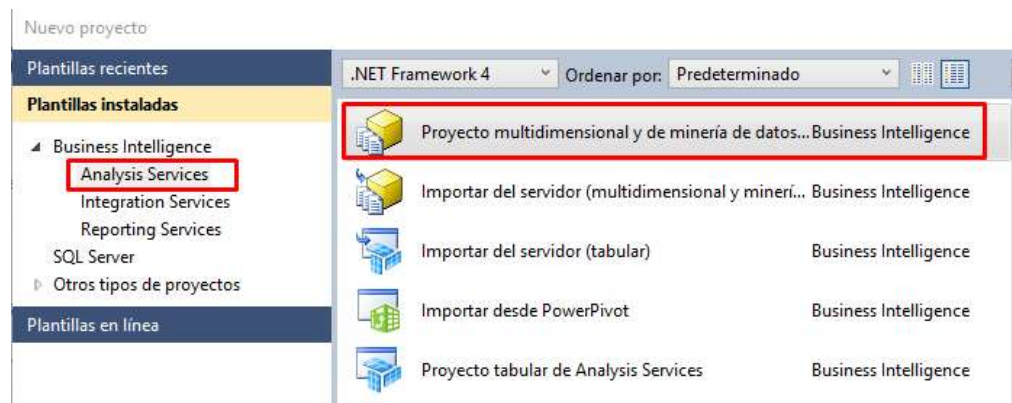 Nuevo proyecto
Plantillas recientes
.NET Framework 4
Ordenar por:
Predeterminado
Plantillas instaladas
Business Intelligence
Analysis Services
Integration Services
Reporting Services
SQL Server
Otros tipos de proyectos
Plantillas en línea
Proyecto multidimensional y de minería de datos... Business Intelligence
Importar del servidor (multidimensional y minerí... Business Intelligence
Importar del servidor (tabular) Business Intelligence
Importar desde PowerPivot Business Intelligence
Proyecto tabular de Analysis Services Business Intelligence